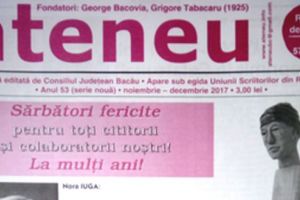 Fondatori: George Bacovia, Grigore Tabacaru (1925)
ateneu
editată de Consiliul Județean Bacău • Apare sub egida Uniunii Scriitorilor din R
• Anul 53 (serie nouă) • noiembrie – decembrie 2017 • 3,00 lei •
Sărbători fericite
pentru toți cititorii
și colaboratorii noștri!
La mulți ani!
Nora IUGA: